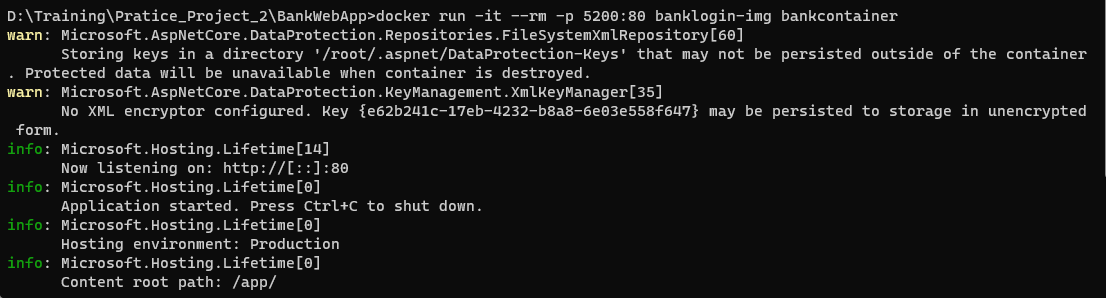 D:\Training\Pratice_Project_2\BankWebApp>docker run -it --rm -p 5200:80 banklogin-img bankcontainer
warn: Microsoft.AspNetCore.DataProtection.Repositories.FileSystemXmlRepository[60]
      Storing keys in a directory '/root/.aspnet/DataProtection-Keys' that may not be persisted outside of the container
. Protected data will be unavailable when container is destroyed.
warn: Microsoft.AspNetCore.DataProtection.KeyManagement.XmlKeyManager[35]
      No XML encryptor configured. Key {e62b241c-17eb-4232-b8a8-6e03e558f647} may be persisted to storage in unencrypted
 form.
info: Microsoft.Hosting.Lifetime[14]
      Now listening on: http://[::]:80
info: Microsoft.Hosting.Lifetime[0]
      Application started. Press Ctrl+C to shut down.
info: Microsoft.Hosting.Lifetime[0]
      Hosting environment: Production
info: Microsoft.Hosting.Lifetime[0]
      Content root path: /app/